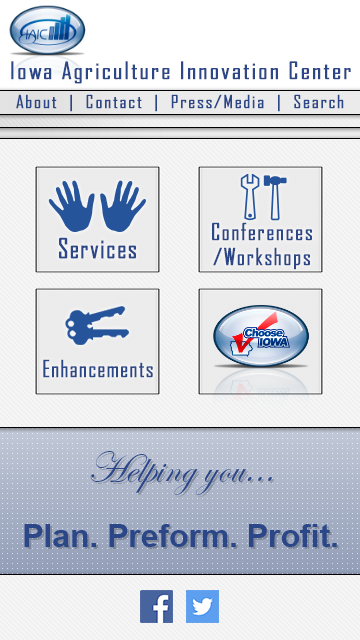 IAIC
Iowa Agriculture Innovation Center
About | Contact | Press/Media | Search
Services
Conferences
/Workshops
Enhancements
Choose
IOWA
Helping you...
Plan. Preform. Profit.